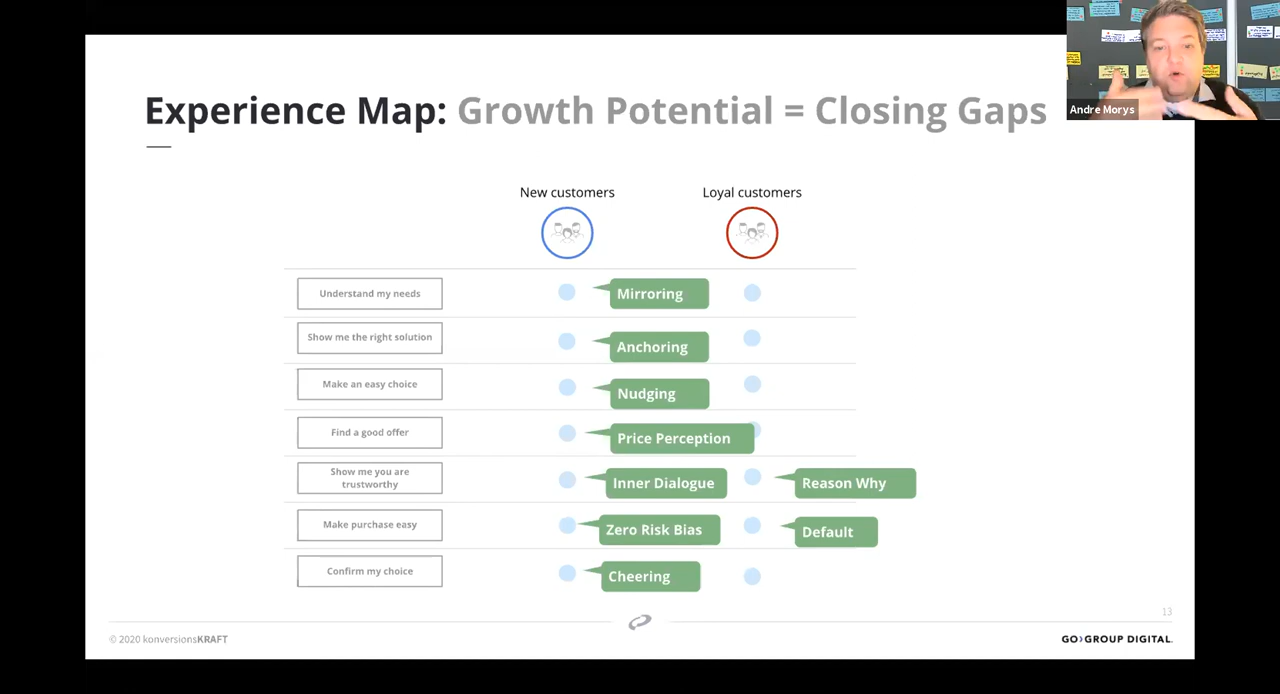 Experience Map: Growth Potential = Closing Gaps
Andre Morys
New customers
Loyal customers
Understand my needs
Mirroring
Show me the right solution
Anchoring
Make an easy choice
Nudging
Find a good offer
Price Perception
Show me you are
trustworthy
Inner Dialogue
Reason Why
Make purchase easy
Zero Risk Bias
Default
Confirm my choice
Cheering
13
© 2020 konversionsKRAFT
GO GROUP DIGITAL.